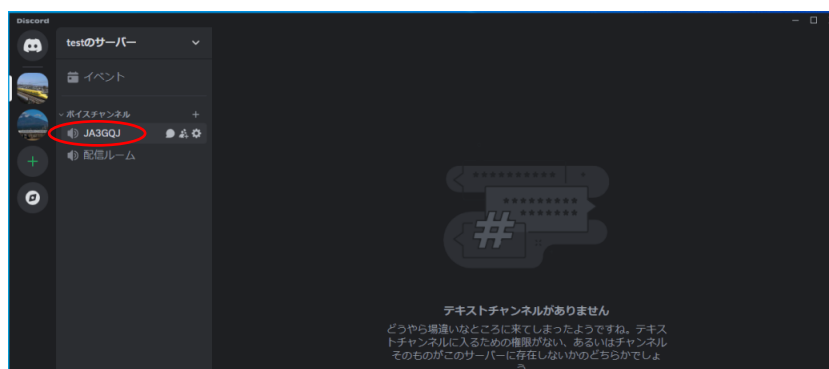 Discord
testのサーバー
イベント
ボイスチャンネル
JA3GQJ
配信ルーム
テキストチャンネルがありません
どうやら場違いなところに来てしまったようですね。テキス
トチャンネルに入るための権限がない、あるいはチャンネル
そのものがこのサーバーに存在しないかのどちらかでしょ
う